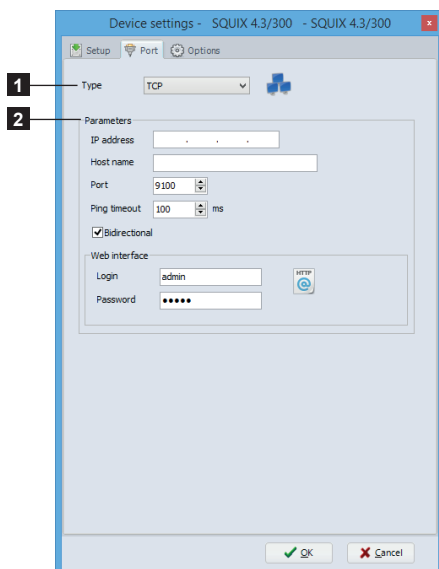 Device settings - SQUIX 4.3/300 - SQUIX 4.3/300 x
Setup Port Options
1 Type TCP
2 Parameters
IP address . . .
Host name
Port 9100
Ping timeout 100 ms
Bidirectional
Web interface
Login admin HTTP @
Password •••••
OK Cancel